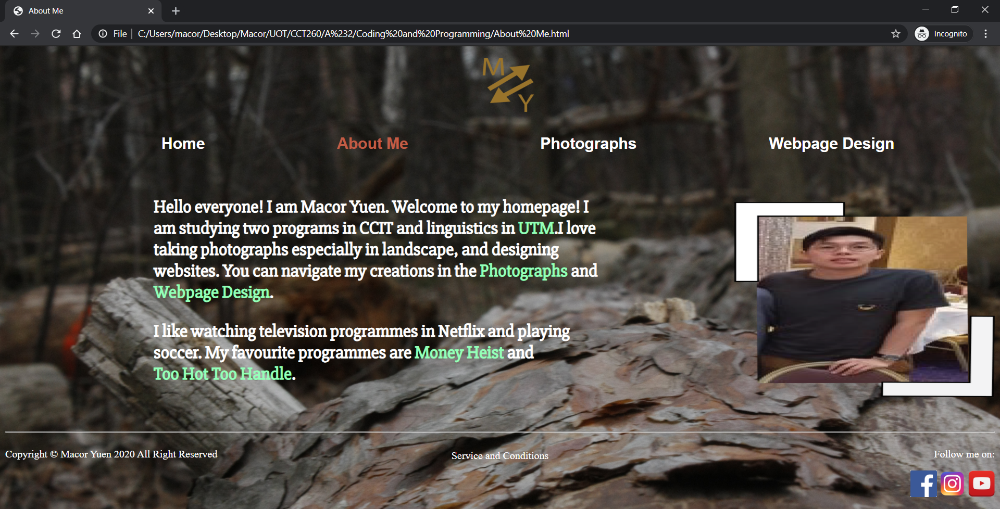 About Me
File
C:/Users/macor/Desktop/Macor/UOT/CCT260/A%232/Coding%20and%20Programming/About%20Me.html
Incognito
M
Y
Home
About Me
Photographs
Webpage Design
Hello everyone! I am Macor Yuen. Welcome to my homepage! I
am studying two programs in CCIT and linguistics in UTM.I love
taking photographs especially in landscape, and designing
websites. You can navigate my creations in the Photographs and
Webpage Design.
I like watching television programmes in Netflix and playing
soccer. My favourite programmes are Money Heist and
Too Hot Too Handle.
Copyright © Macor Yuen 2020 All Right Reserved
Service and Conditions
Follow me on: